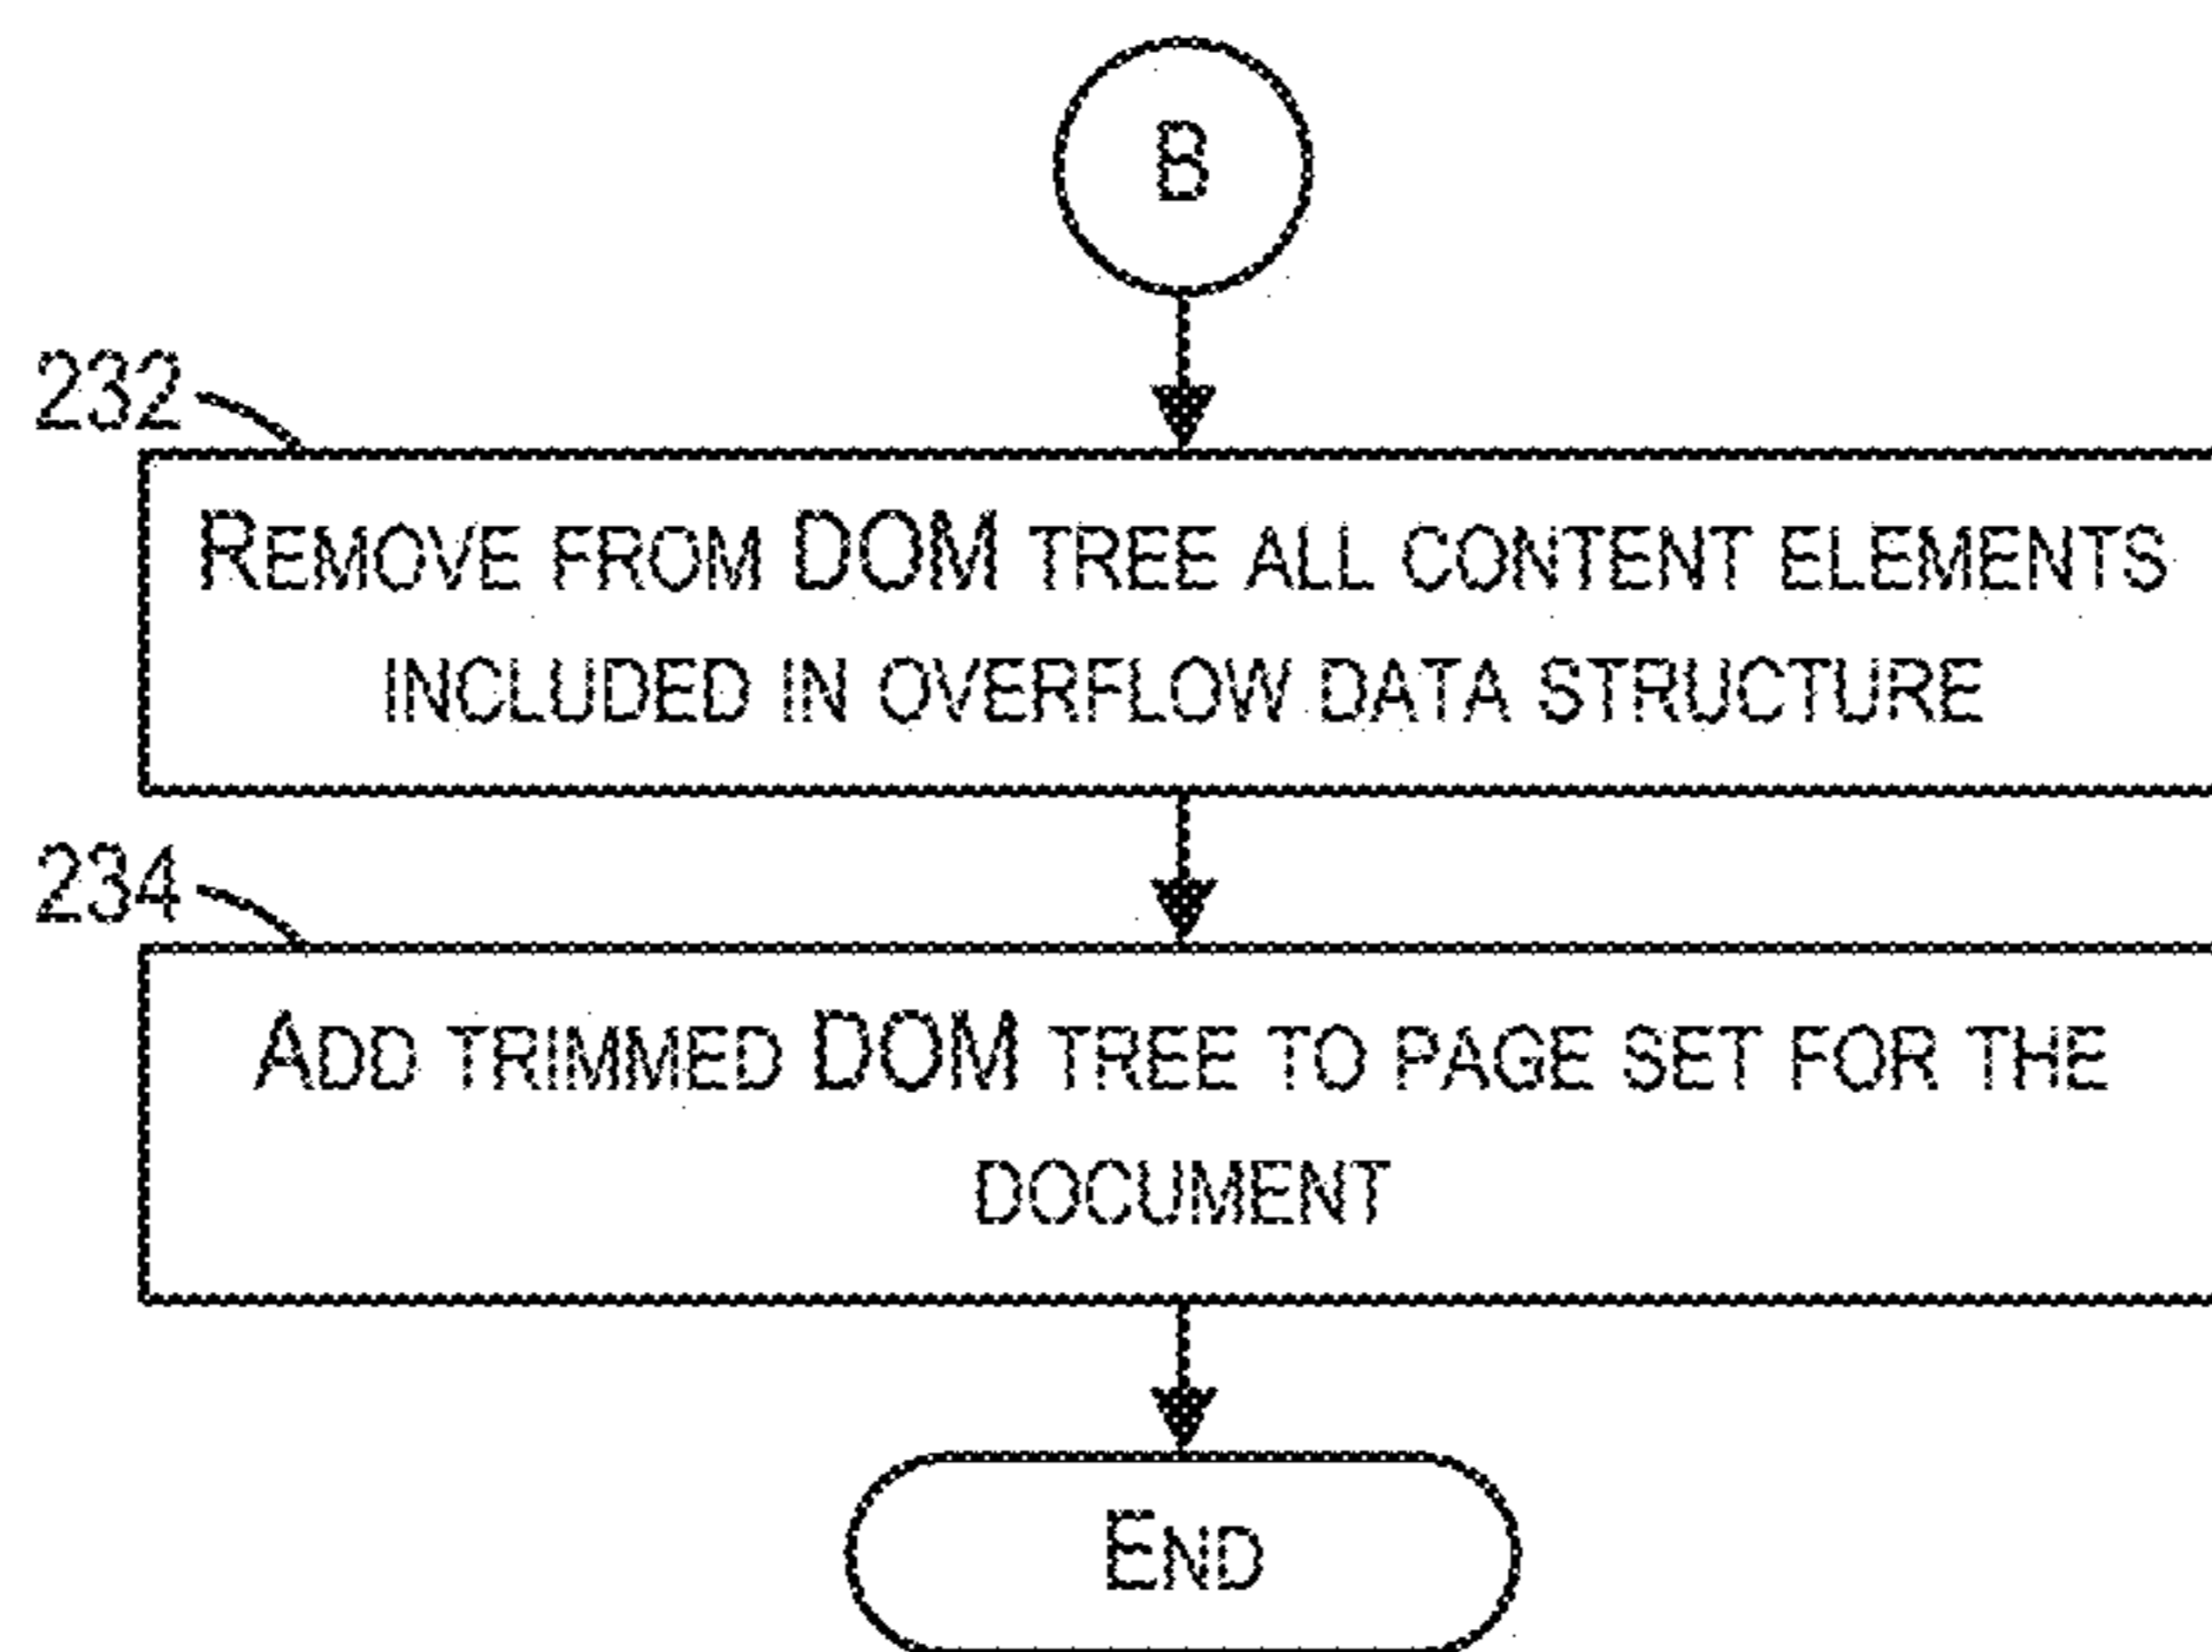 B
232
REMOVE FROM DOM TREE ALL CONTENT ELEMENTS
INCLUDED IN OVERFLOW DATA STRUCTURE
234
ADD TRIMMED DOM TREE TO PAGE SET FOR THE
DOCUMENT
END